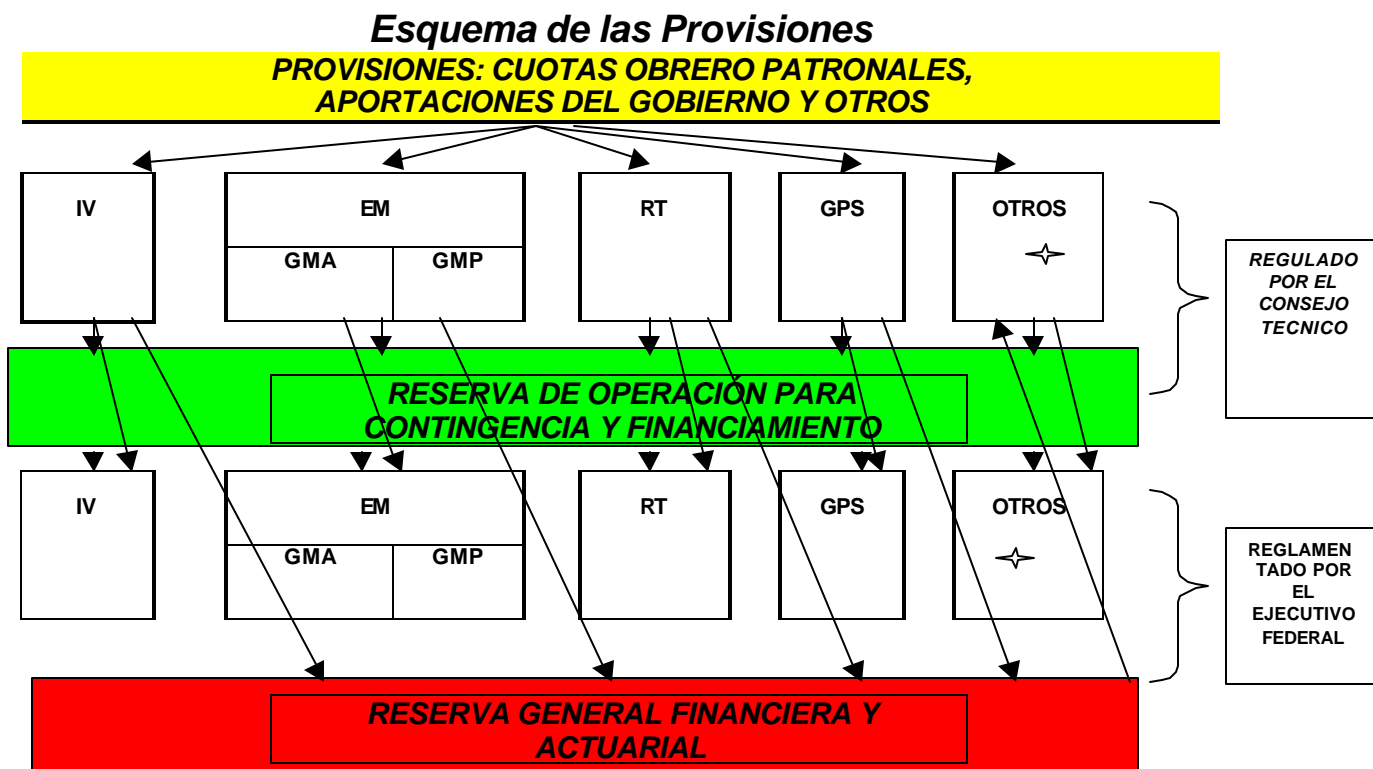 Esquema de las Provisiones
PROVISIONES: CUOTAS OBRERO PATRONALES,
APORTACIONES DEL GOBIERNO Y OTROS
IV
EM
RT
GPS
OTROS
GMA
GMP
REGULADO
POR EL
CONSEJO
TECNICO
RESERVA DE OPERACIÓN PARA
CONTINGENCIA Y FINANCIAMIENTO
IV
EM
RT
GPS
OTROS
GMA
GMP
REGLAMEN
TADO POR
EL
EJECUTIVO
FEDERAL
RESERVA GENERAL FINANCIERA Y
ACTUARIAL